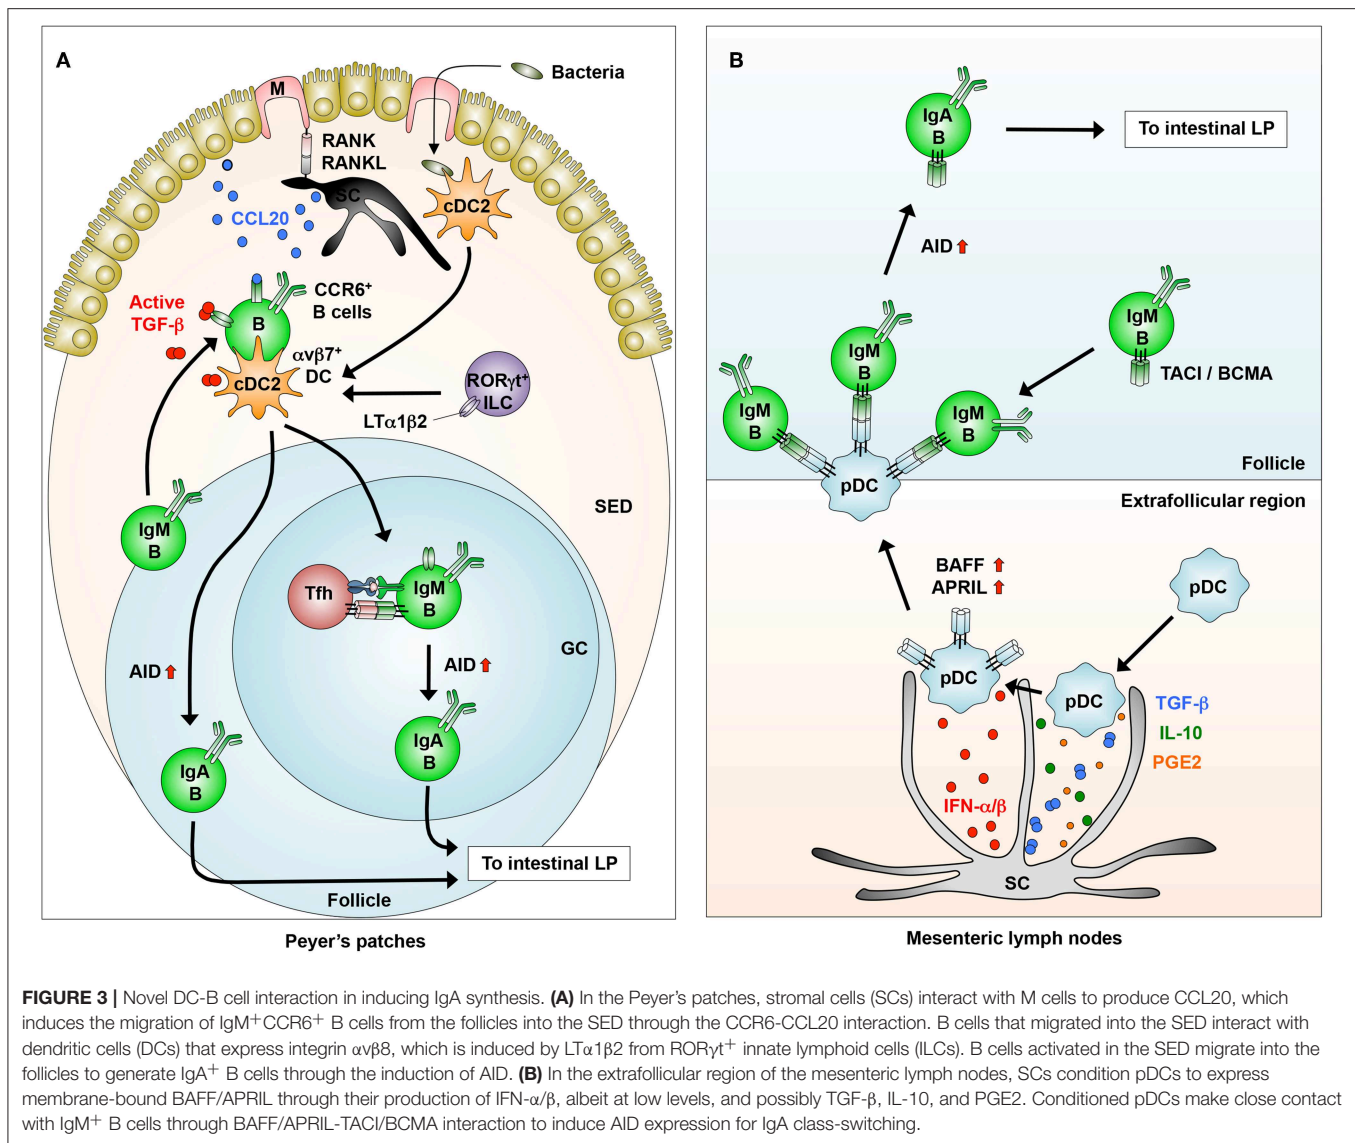 A
Bacteria
M
RANK
RANKL
SC
cDC2
CCL20
CCR6+
B cells
B
Active
TGF-β
αvβ7+
DC
cDC2
RORγt+
ILC
LTα1β2
SED
IgM
B
Tfh
IgM
B
GC
AID
AID
IgA
B
IgA
B
To intestinal LP
Follicle
Peyer's patches
B
IgA
B
To intestinal LP
AID
IgM
B
IgM
B
TACI / BCMA
IgM
B
IgM
B
pDC
Follicle
Extrafollicular region
BAFF
APRIL
pDC
pDC
pDC
TGF-β
IL-10
PGE2
IFN-α/β
SC
Mesenteric lymph nodes
FIGURE 3 | Novel DC-B cell interaction in inducing IgA synthesis. (A) In the Peyer's patches, stromal cells (SCs) interact with M cells to produce CCL20, which
induces the migration of IgM+CCR6+ B cells from the follicles into the SED through the CCR6-CCL20 interaction. B cells that migrated into the SED interact with
dendritic cells (DCs) that express integrin αvβ8, which is induced by LTα1β2 from RORγt+ innate lymphoid cells (ILCs). B cells activated in the SED migrate into the
follicles to generate IgA+ B cells through the induction of AID. (B) In the extrafollicular region of the mesenteric lymph nodes, SCs condition pDCs to express
membrane-bound BAFF/APRIL through their production of IFN-α/β, albeit at low levels, and possibly TGF-β, IL-10, and PGE2. Conditioned pDCs make close contact
with IgM+ B cells through BAFF/APRIL-TACI/BCMA interaction to induce AID expression for IgA class-switching.